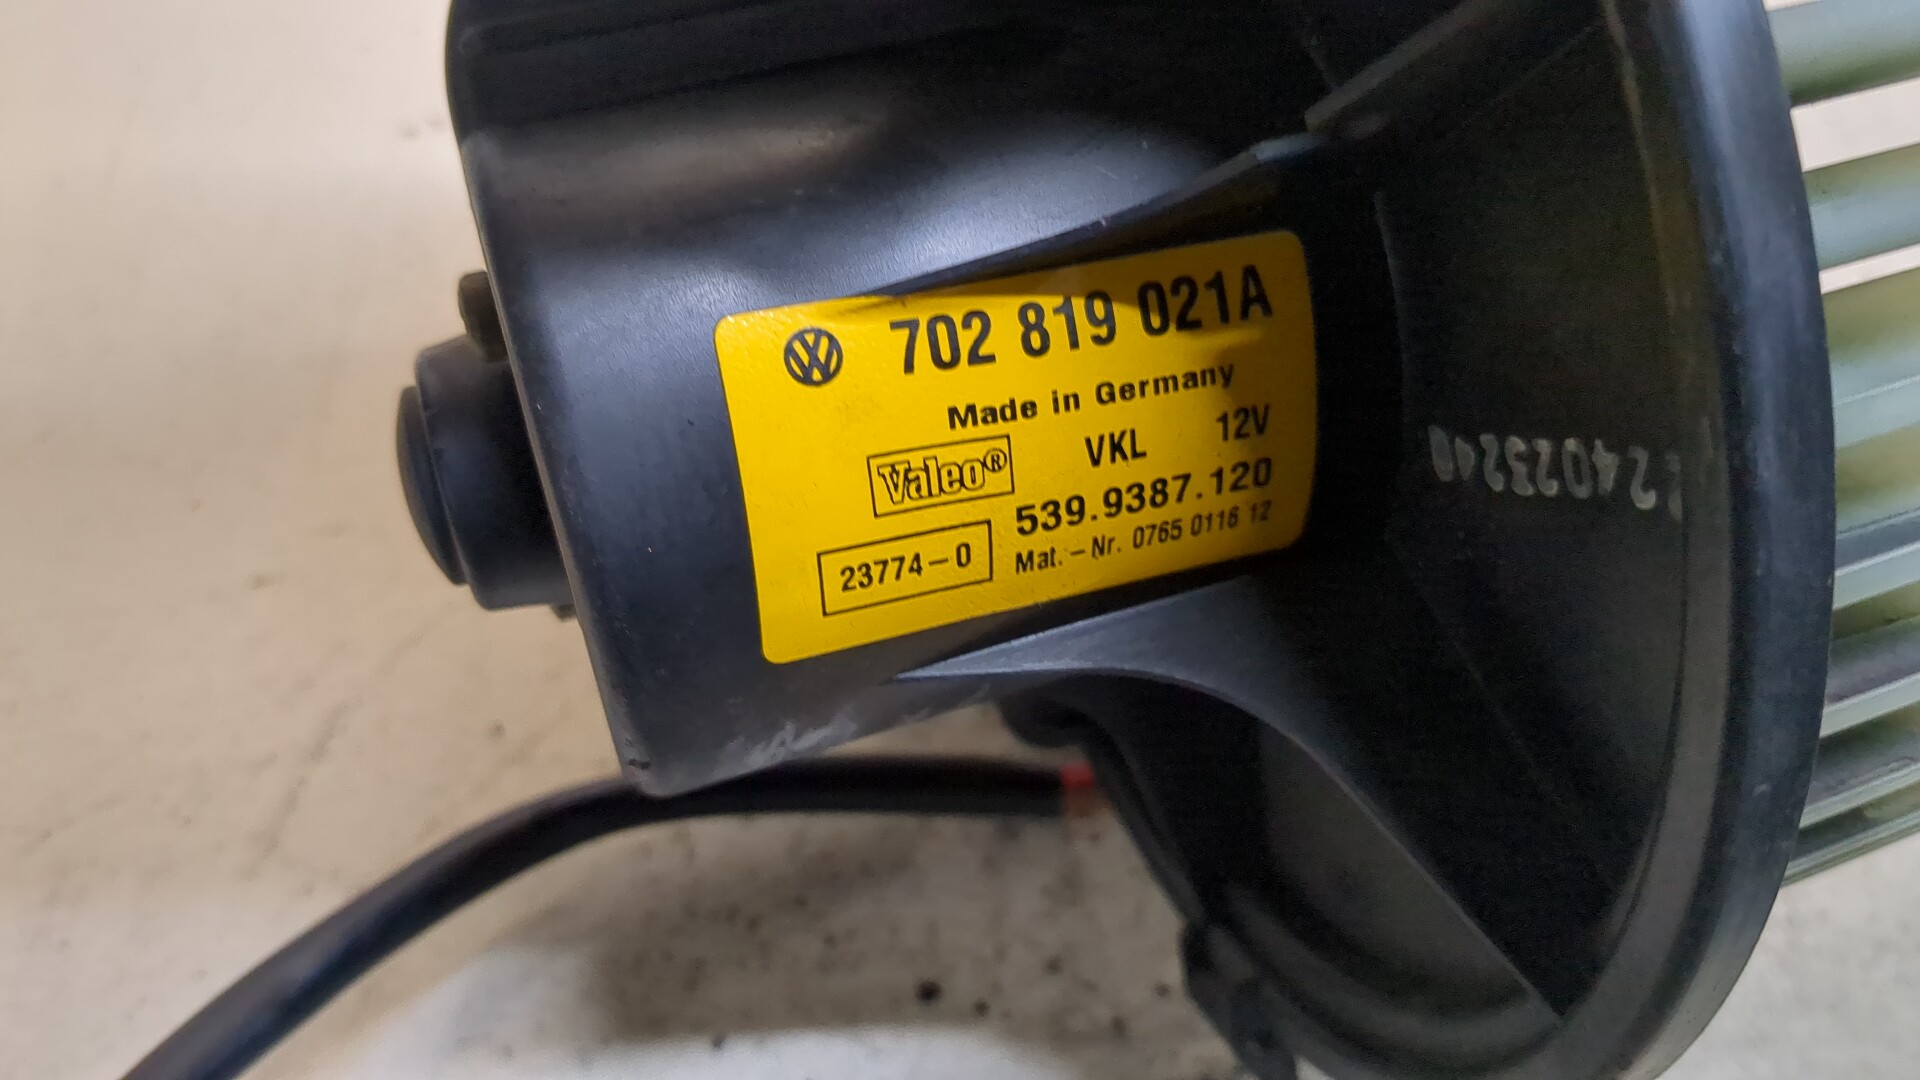 702 819 021A
Made in Germany
Valeo® VKL 12V
539.9387.120
23774-0 Mat.-Nr. 0765 0116 12